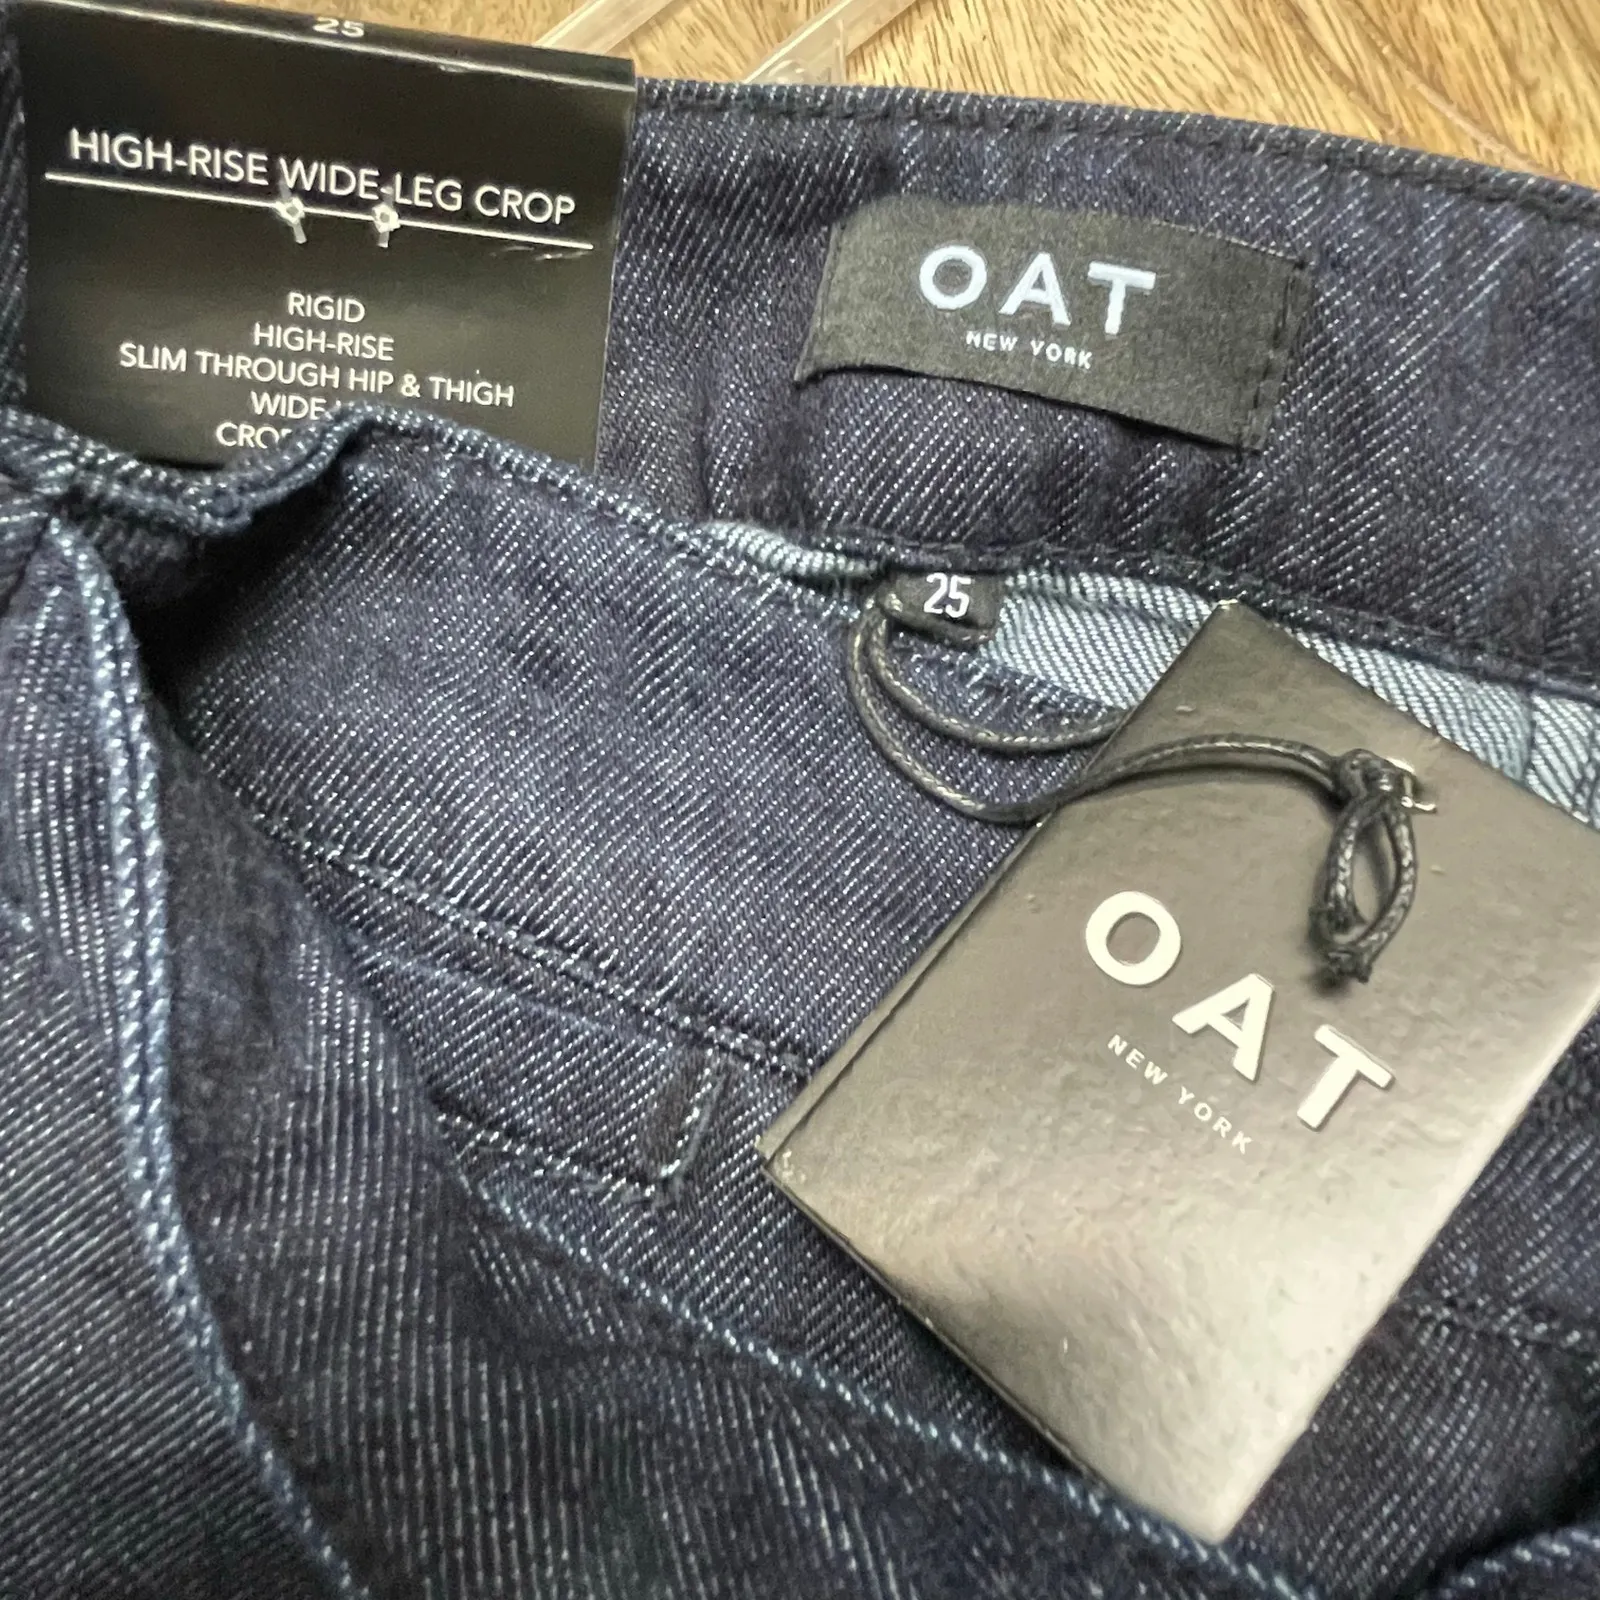 25
HIGH-RISE WIDE-LEG CROP
RIGID
HIGH-RISE
SLIM THROUGH HIP & THIGH
OAT
NEW YORK
25
OAT
NEW YORK